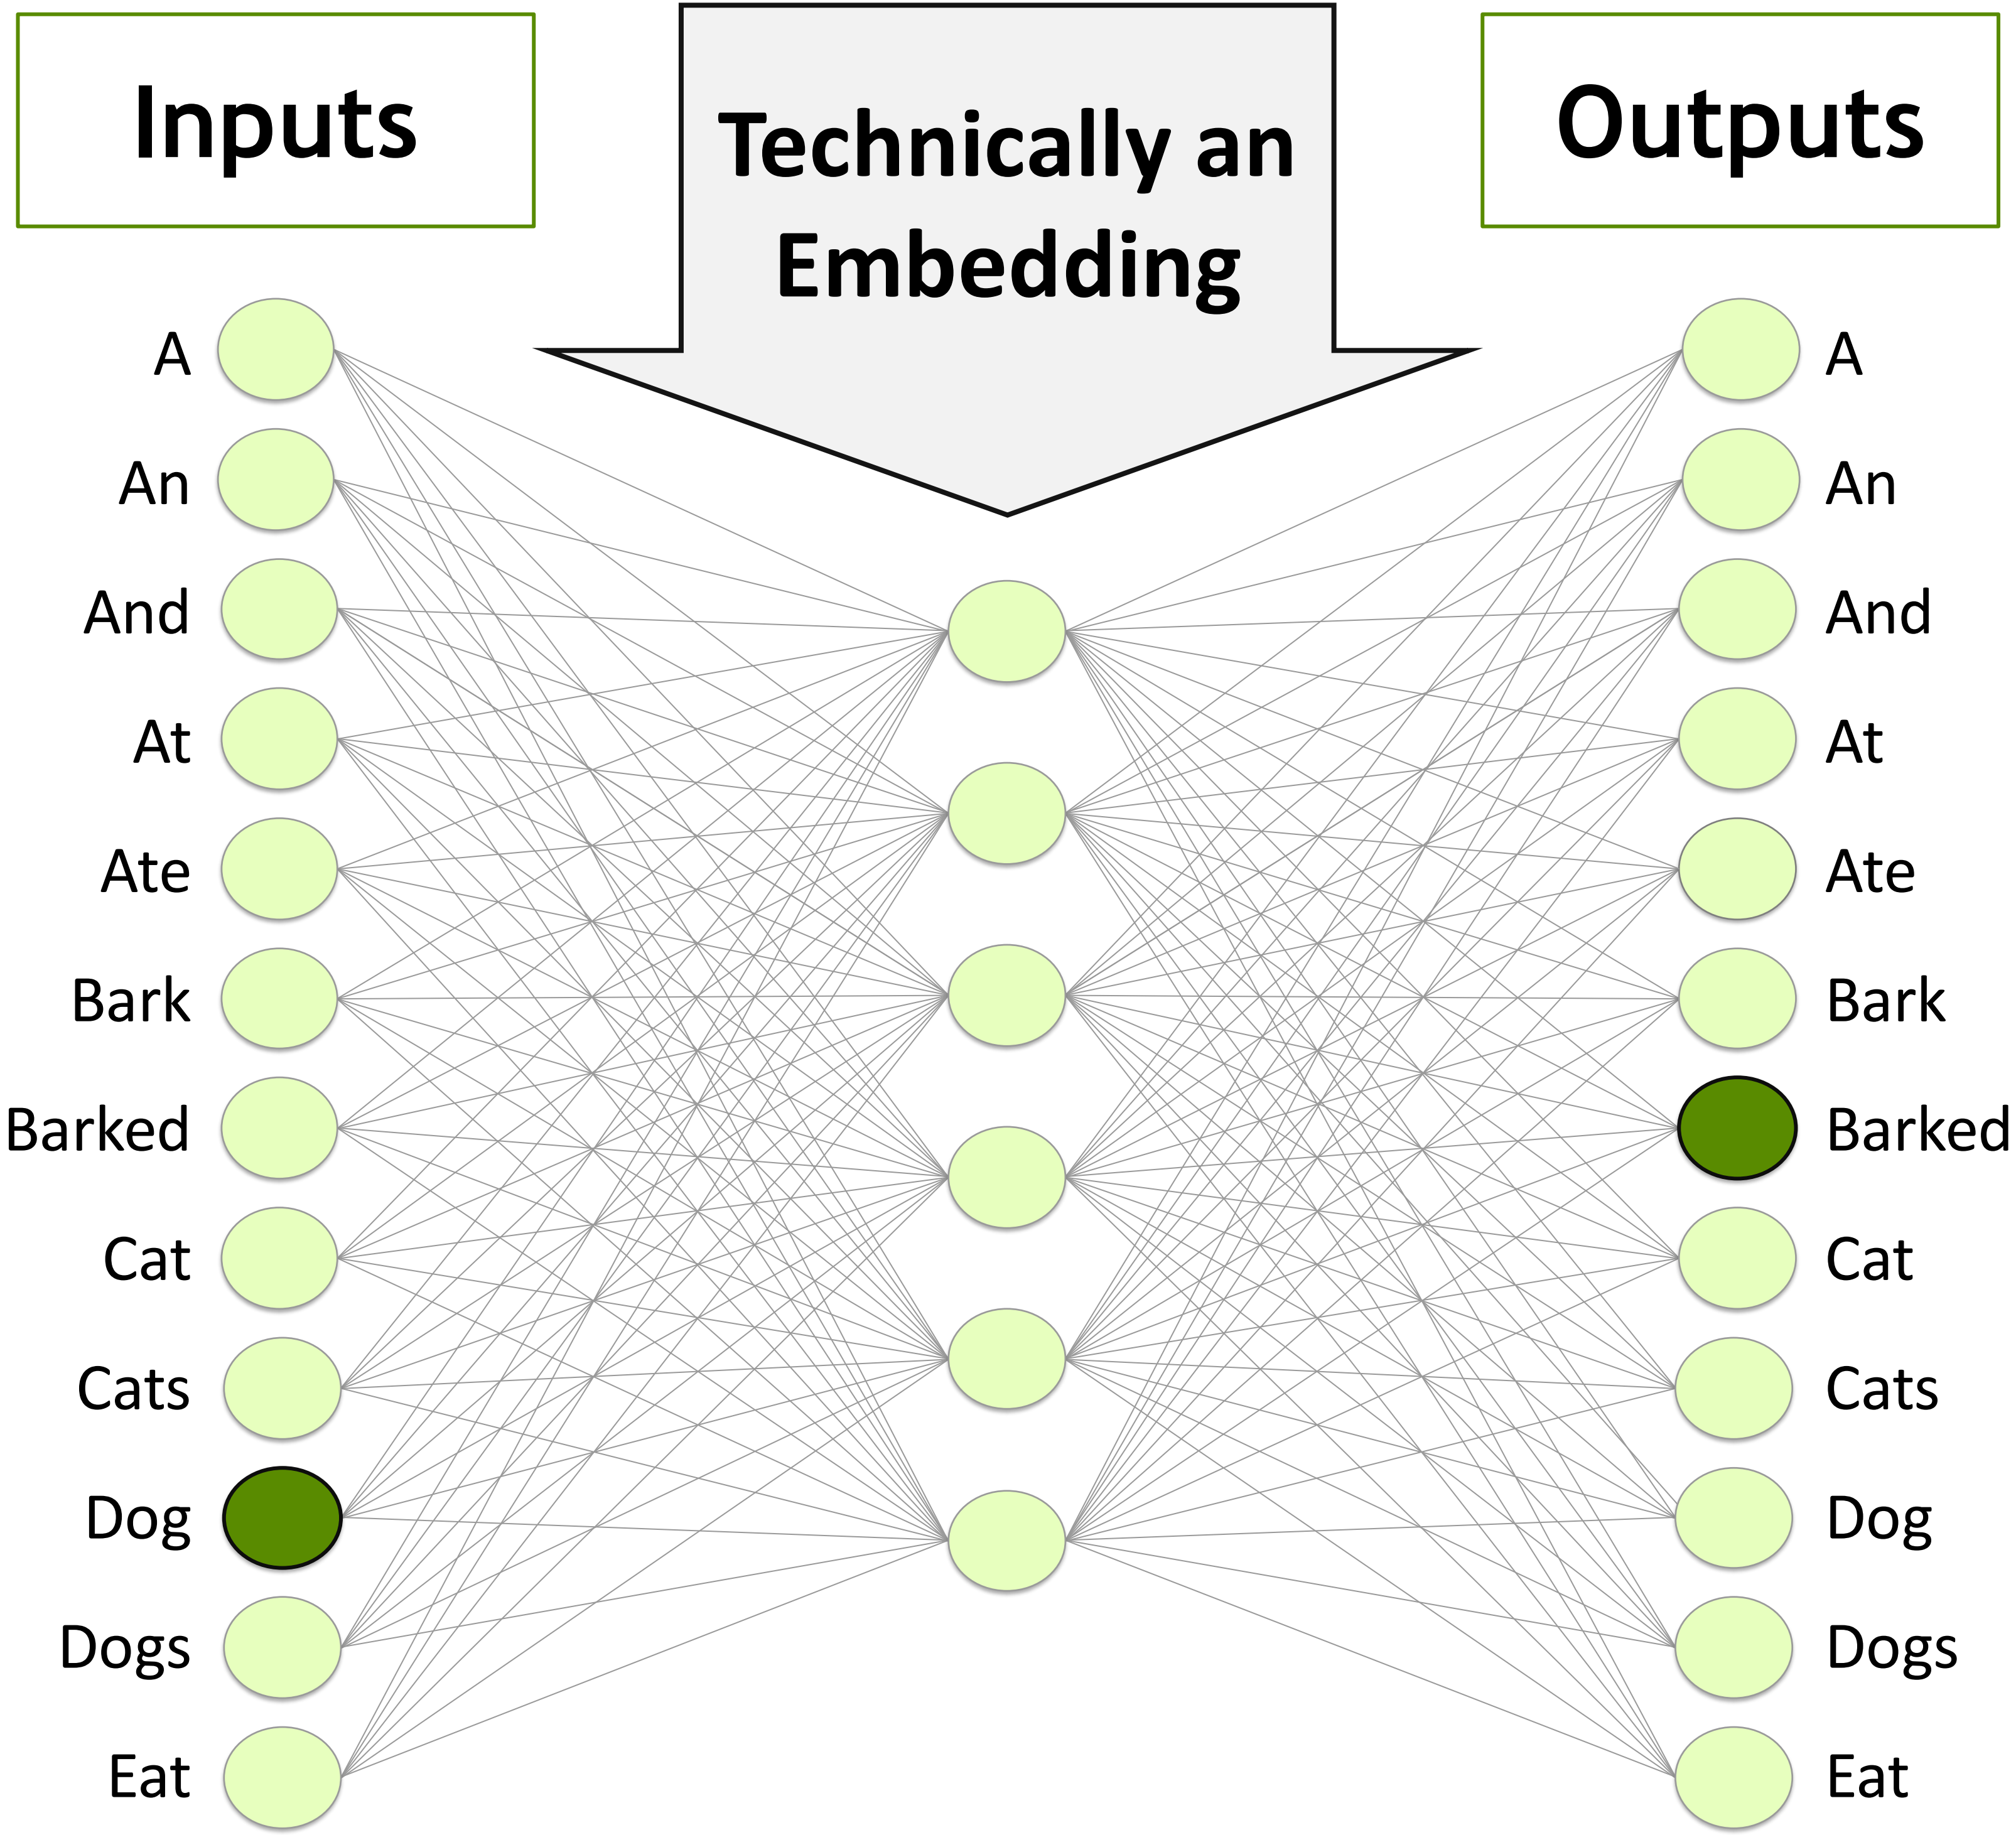 Inputs
Technically an
Embedding
Outputs
A
An
And
At
Ate
Bark
Barked
Cat
Cats
Dog
Dogs
Eat
A
An
And
At
Ate
Bark
Barked
Cat
Cats
Dog
Dogs
Eat